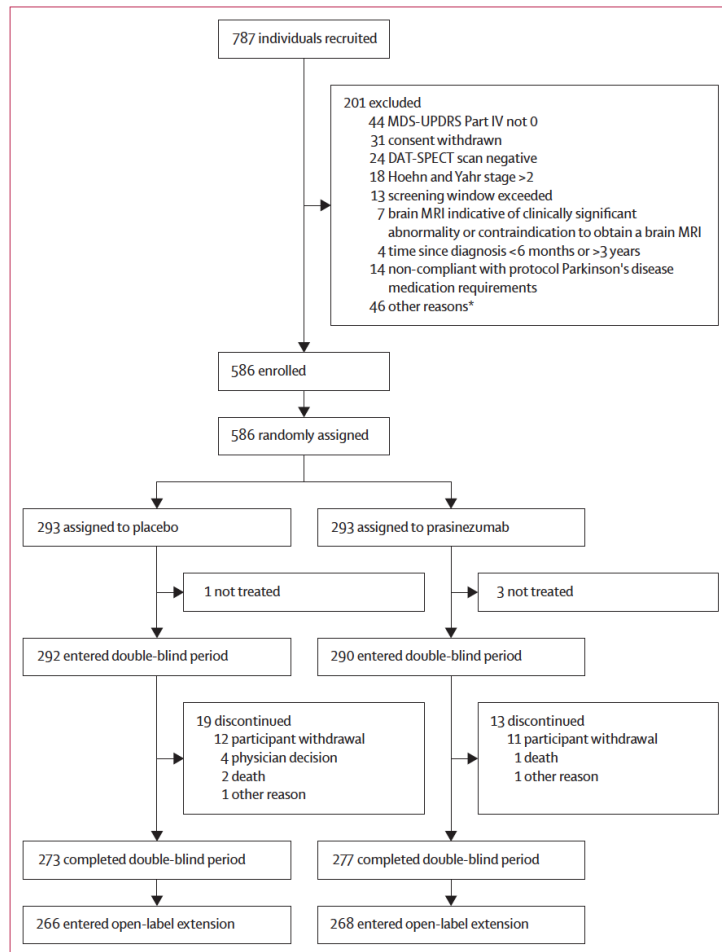 787 individuals recruited
201 excluded
44 MDS-UPDRS Part IV not 0
31 consent withdrawn
24 DAT-SPECT scan negative
18 Hoehn and Yahr stage >2
13 screening window exceeded
7 brain MRI indicative of clinically significant
abnormality or contraindication to obtain a brain MRI
4 time since diagnosis <6 months or >3 years
14 non-compliant with protocol Parkinson's disease
medication requirements
46 other reasons*
586 enrolled
586 randomly assigned
293 assigned to placebo
293 assigned to prasinezumab
1 not treated
3 not treated
292 entered double-blind period
290 entered double-blind period
19 discontinued
12 participant withdrawal
4 physician decision
2 death
1 other reason
13 discontinued
11 participant withdrawal
1 death
1 other reason
273 completed double-blind period
277 completed double-blind period
266 entered open-label extension
268 entered open-label extension